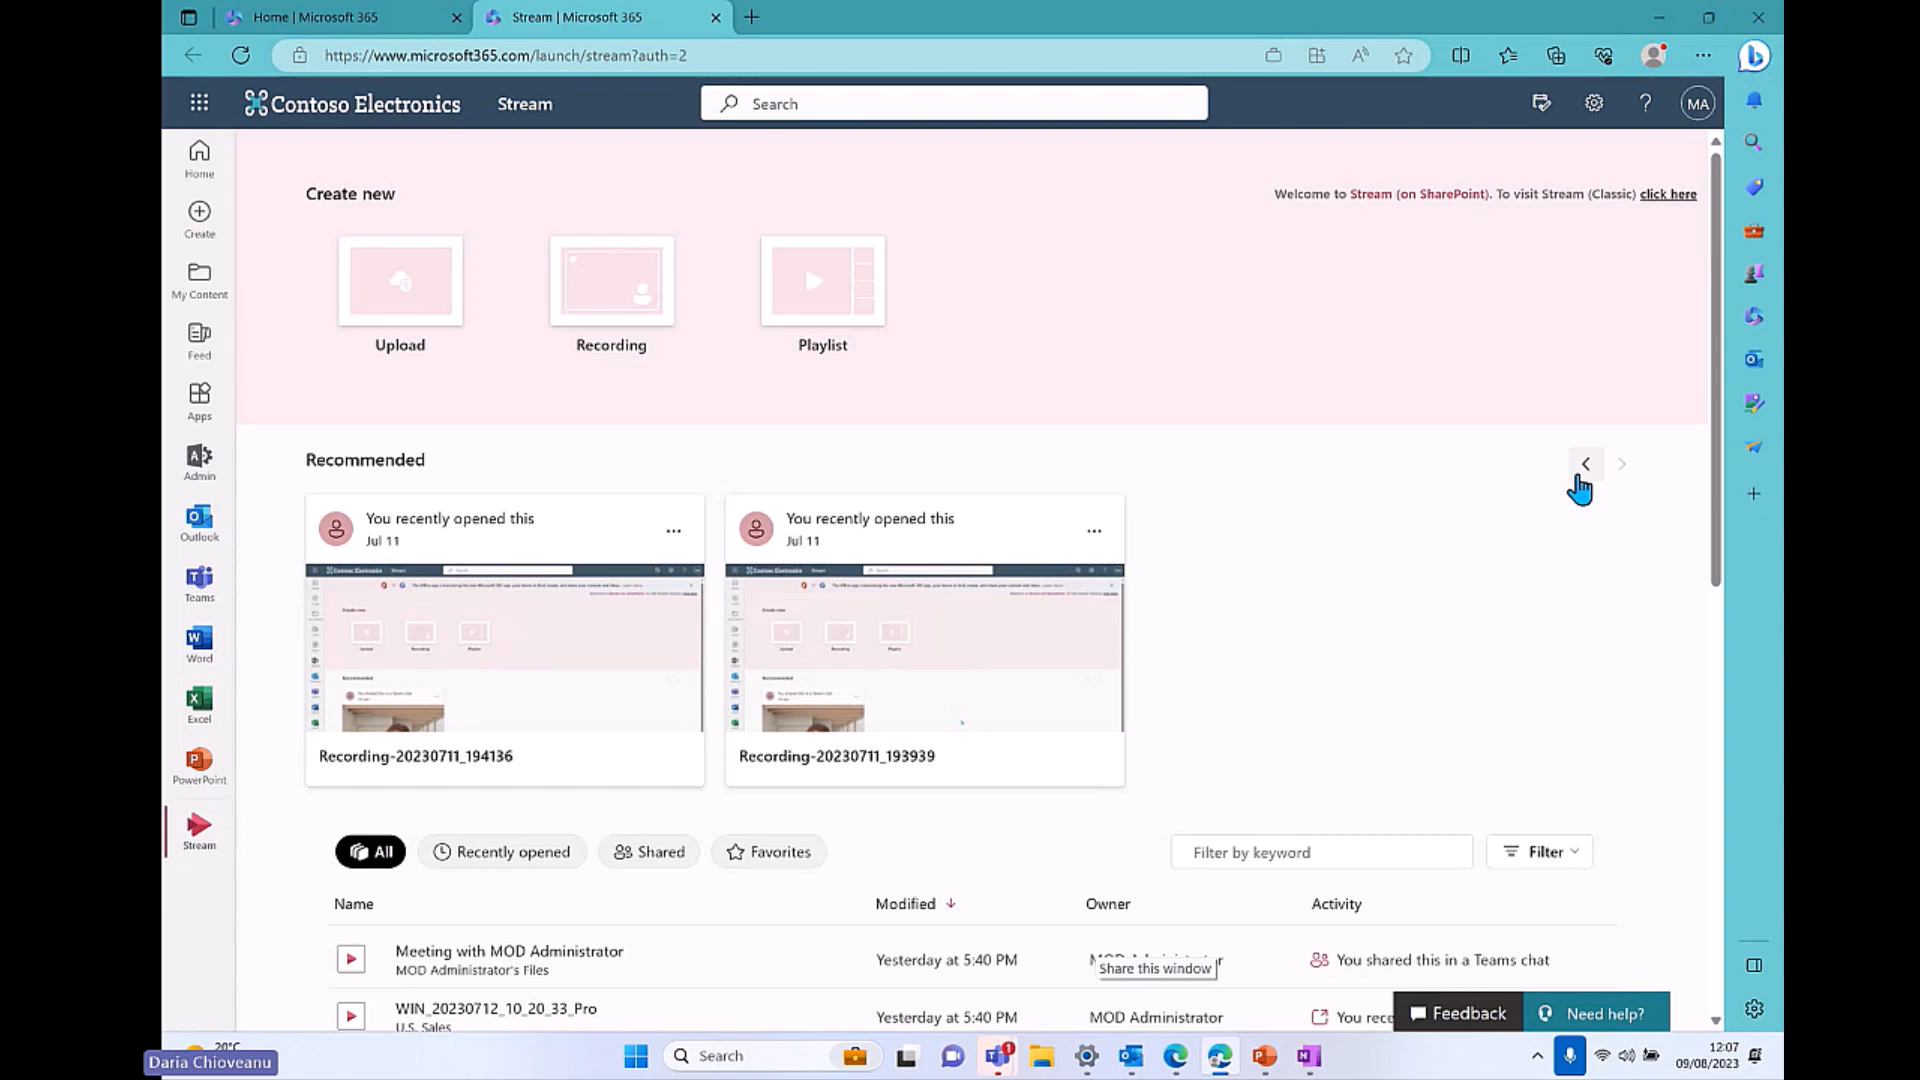 Home | Microsoft 365
Stream | Microsoft 365
https://www.microsoft365.com/launch/stream?auth=2
Contoso Electronics
Stream
Search
MA
Home
Create
My Content
Feed
Apps
Admin
Outlook
Teams
Word
Excel
PowerPoint
Stream
Create new
Welcome to Stream (on SharePoint). To visit Stream (Classic) click here
Upload
Recording
Playlist
Recommended
You recently opened this
Jul 11
Recording-20230711_194136
You recently opened this
Jul 11
Recording-20230711_193939
All
Recently opened
Shared
Favorites
Filter by keyword
Filter
Name
Modified
Owner
Activity
Meeting with MOD Administrator
MOD Administrator's Files
Yesterday at 5:40 PM
Share this window
You shared this in a Teams chat
WIN_20230712_10_20_33_Pro
U.S. Sales
Yesterday at 5:40 PM
MOD Administrator
You rece
Feedback
Need help?
20°C
Daria Chioveanu
Search
1
12:07
09/08/2023